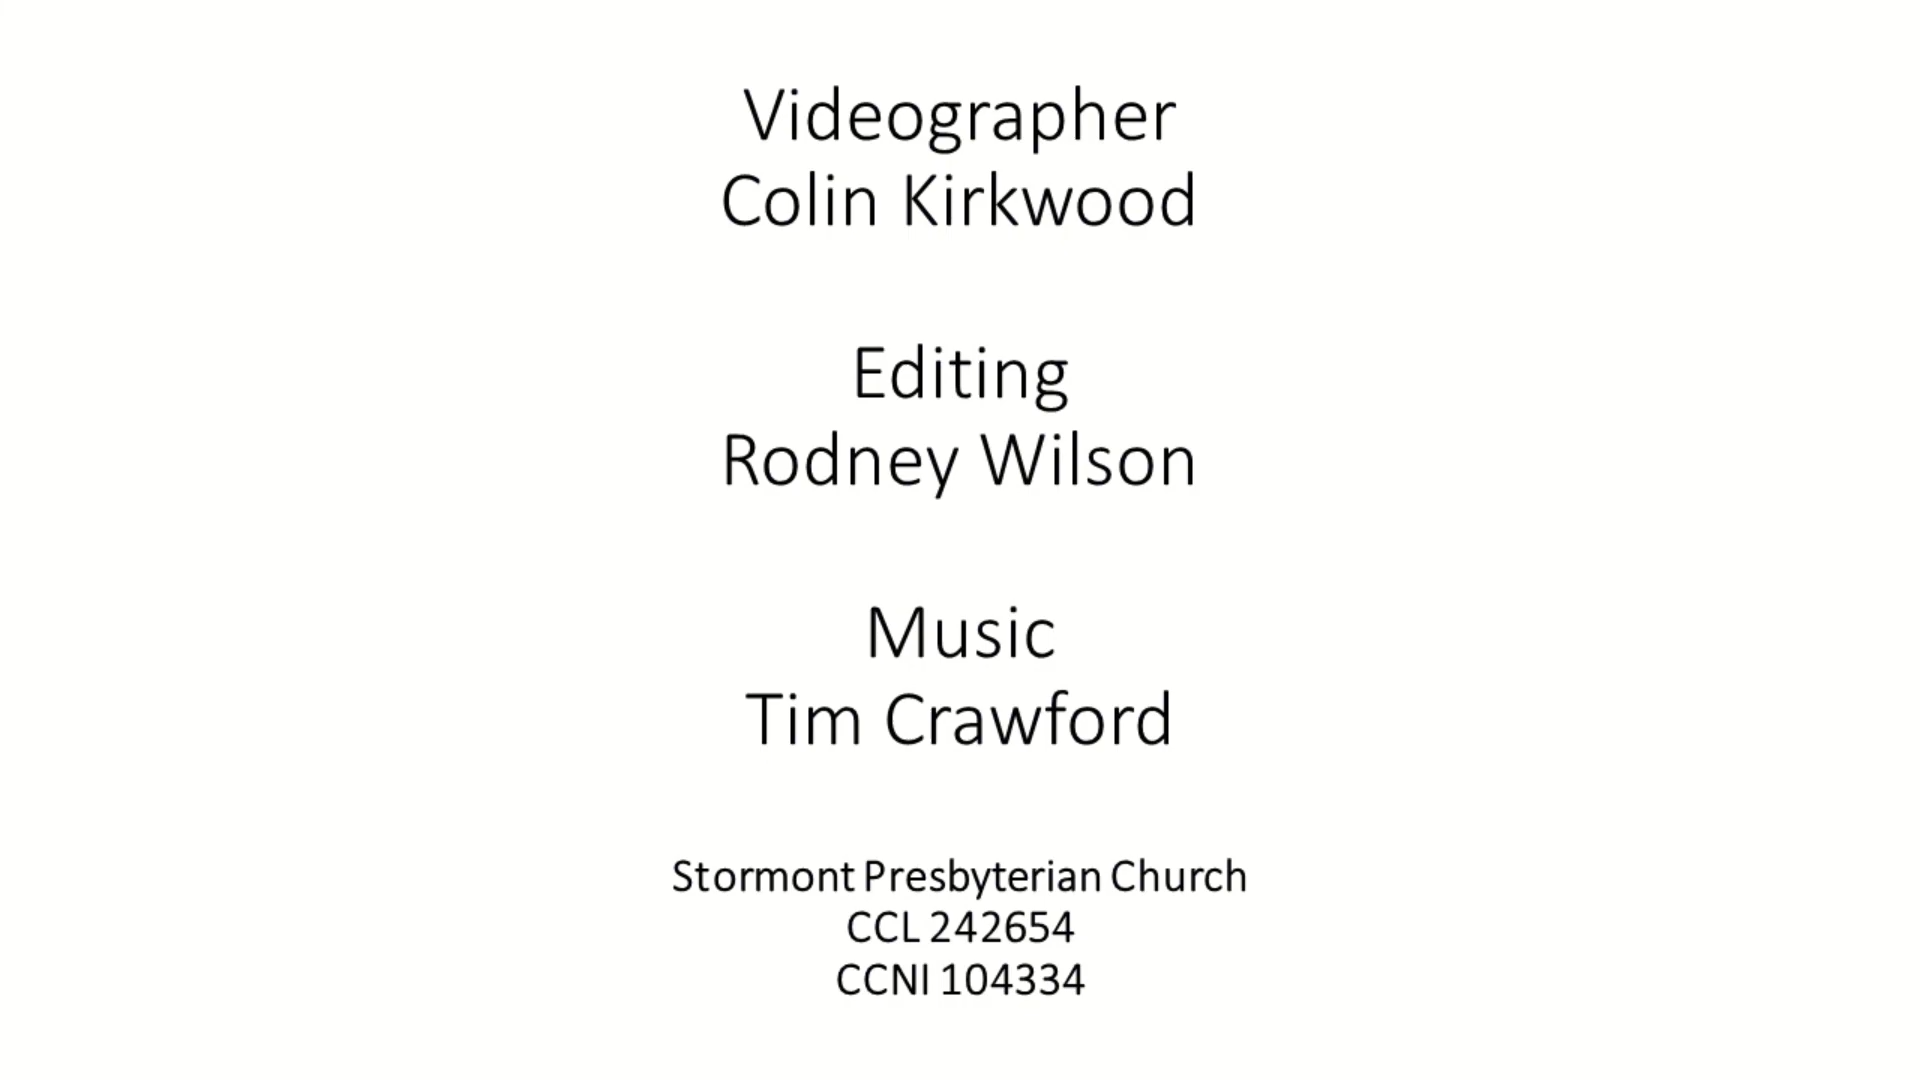 Videographer
Colin Kirkwood
Editing
Rodney Wilson
Music
Tim Crawford
Stormont Presbyterian Church
CCL 242654
CCNI 104334